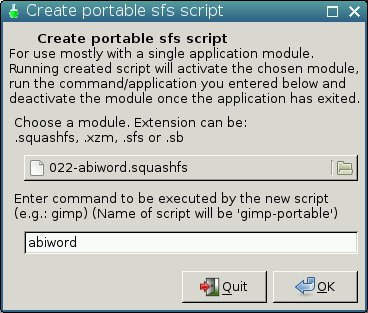 Create portable sfs script
Create portable sfs script
For use mostly with a single application module.
Running created script will activate the chosen module,
run the command/application you entered below and
deactivate the module once the application has exited.
Choose a module. Extension can be:
.squashfs, .xzm, .sfs or .sb
022-abiword.squashfs
Enter command to be executed by the new script
(e.g.: gimp) (Name of script will be 'gimp-portable')
abiword
Quit
OK